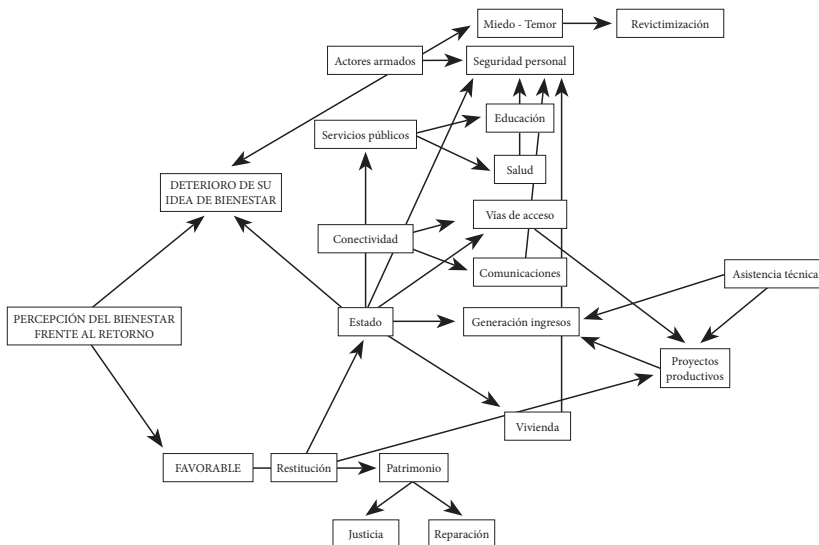 Miedo - Temor
Revictimización
Actores armados
Seguridad personal
Educación
Servicios públicos
Salud
DETERIORO DE SU
IDEA DE BIENESTAR
Vías de acceso
Conectividad
Comunicaciones
Asistencia técnica
PERCEPCIÓN DEL BIENESTAR
FRENTE AL RETORNO
Estado
Generación ingresos
Proyectos
productivos
Vivienda
FAVORABLE
Restitución
Patrimonio
Justicia
Reparación